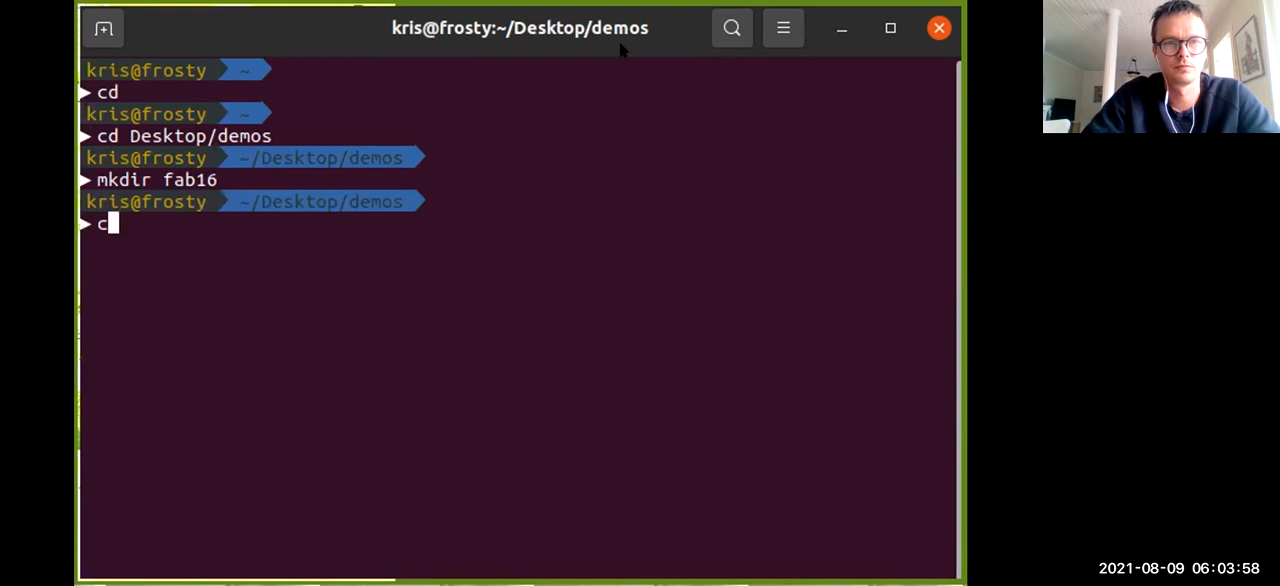 kris@frosty:~/Desktop/demos
kris@frosty ~
cd
kris@frosty ~
cd Desktop/demos
kris@frosty ~/Desktop/demos
mkdir fab16
kris@frosty ~/Desktop/demos
c
2021-08-09 06:03:58